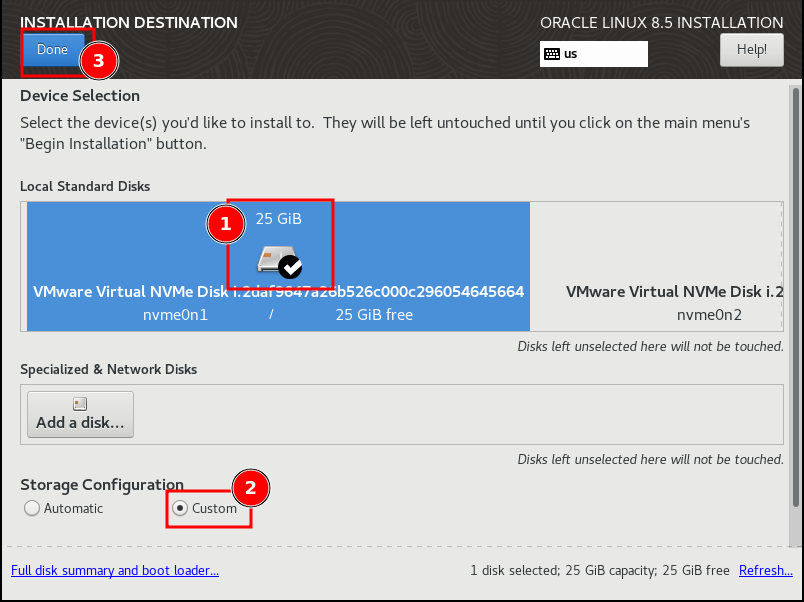 INSTALLATION DESTINATION
ORACLE LINUX 8.5 INSTALLATION
Done
3
us
Help!
Device Selection
Select the device(s) you'd like to install to.  They will be left untouched until you click on the main menu's
"Begin Installation" button.
Local Standard Disks
1
25 GiB
VMware Virtual NVMe Disk i.2daf9647a26b526c000c296054645664
nvme0n1 / 25 GiB free
VMware Virtual NVMe Disk i.2
nvme0n2
Disks left unselected here will not be touched.
Specialized & Network Disks
Add a disk...
Disks left unselected here will not be touched.
Storage Configuration
2
Automatic
Custom
Full disk summary and boot loader...
1 disk selected; 25 GiB capacity; 25 GiB free
Refresh...